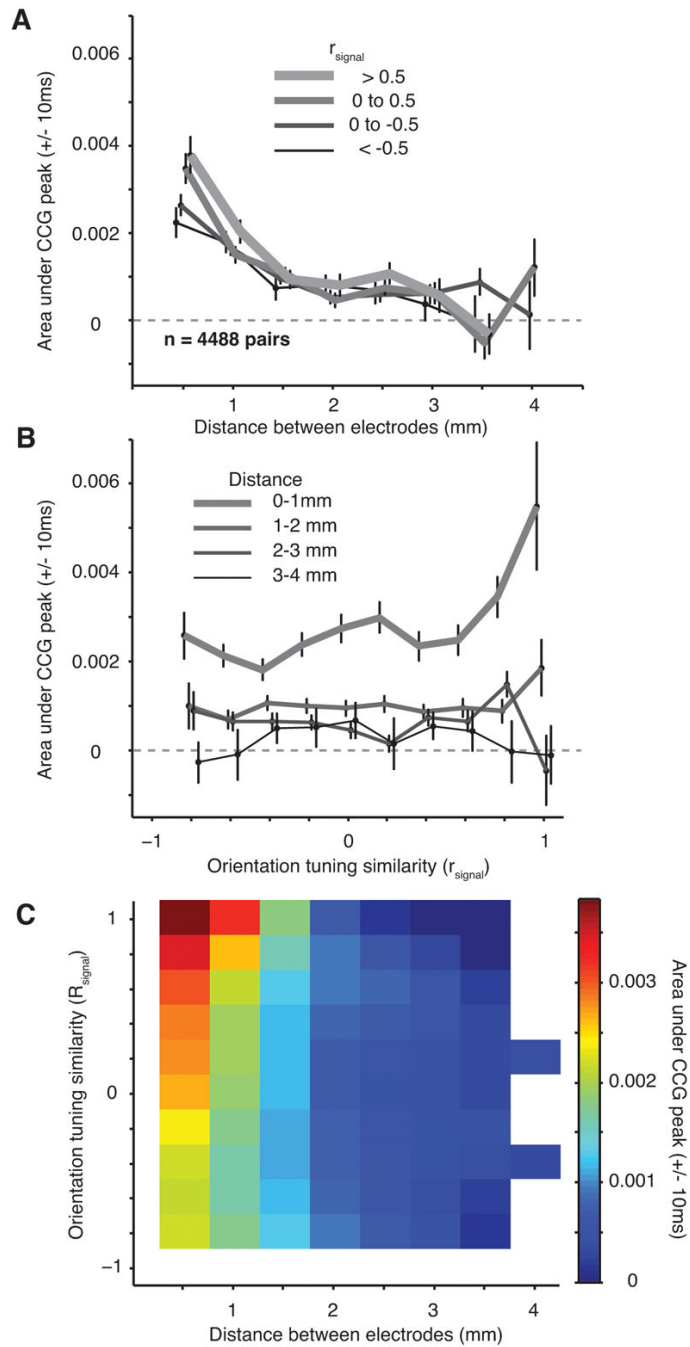 A
0.006
0.004
0.002
0
Area under CCG peak (+/- 10ms)
rsignal
> 0.5
0 to 0.5
0 to -0.5
< -0.5
n = 4488 pairs
1
2
3
4
Distance between electrodes (mm)
B
0.006
0.004
0.002
0
Area under CCG peak (+/- 10ms)
Distance
0-1mm
1-2 mm
2-3 mm
3-4 mm
−1
0
1
Orientation tuning similarity (rsignal)
C
1
0
−1
Orientation tuning similarity (Rsignal)
1
2
3
4
Distance between electrodes (mm)
0.003
0.002
0.001
0
Area under CCG peak (+/- 10ms)